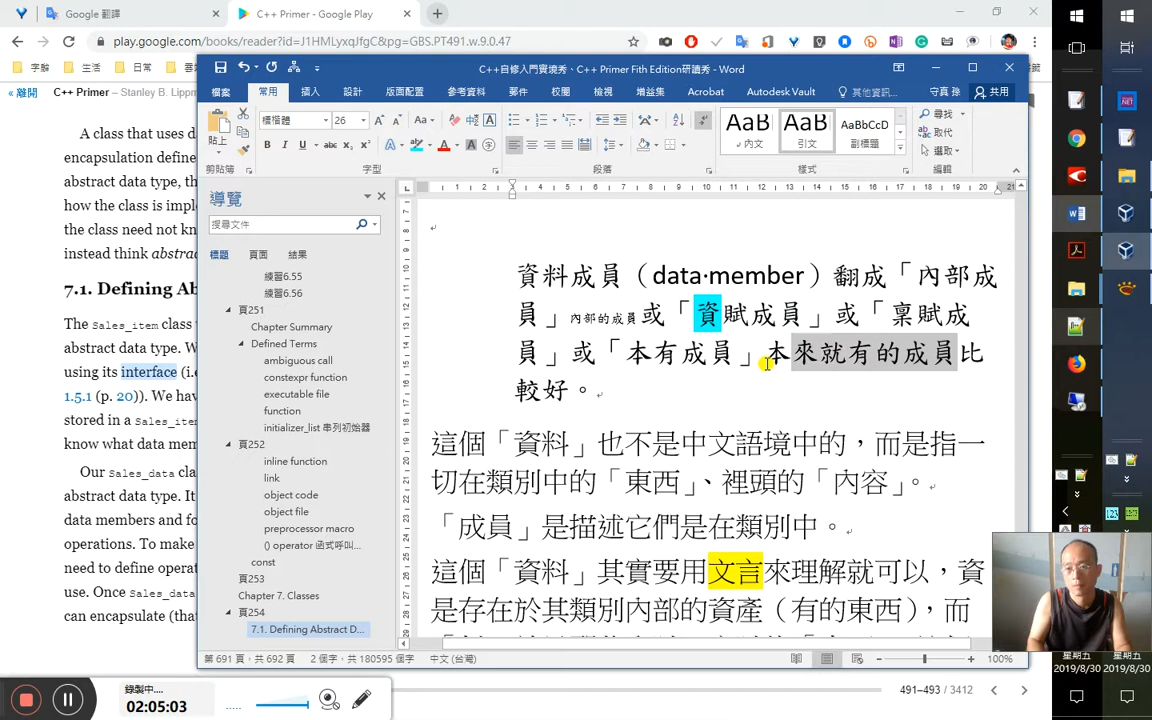 Google 翻譯
C++ Primer - Google Play
play.google.com/books/reader?id=J1HMLyxqJfgC&pg=GBS.PT491.w.9.0.47
字辭
生活
日常
« 離開
C++ Primer – Stanley B. Lippm
A class that uses d
encapsulation define
abstract data type, th
how the class is imple
the class need not kn
instead think abstrac
7.1. Defining Ab
The Sales_item class
abstract data type. W
using its interface (i.e
1.5.1 (p. 20)). We hav
stored in a Sales_item
know what data mem
Our Sales_data cla
abstract data type. It
data members and fo
operations. To make
need to define operat
use. Once Sales_data
can encapsulate (that
C++自修入門實境秀、C++ Primer Fith Edition研讀秀 - Word
檔案
常用
插入
設計
版面配置
參考資料
郵件
校閱
檢視
增益集
Acrobat
Autodesk Vault
其他資訊...
守真 孫
共用
貼上
標楷體
26
剪貼簿
字型
段落
AaB
內文
AaB
引文
AaBbCcD
副標題
樣式
尋找
取代
選取
編輯
導覽
搜尋文件
標題
頁面
結果
練習6.55
練習6.56
頁251
Chapter Summary
Defined Terms
ambiguous call
constexpr function
executable file
function
initializer_list 串列初始器
頁252
inline function
link
object code
object file
preprocessor macro
() operator 函式呼叫...
const
頁253
Chapter 7. Classes
頁254
7.1. Defining Abstract D...
資料成員（data·member）翻成「內部成
員」內部的成員或「資賦成員」或「稟賦成
員」或「本有成員」本來就有的成員比
較好。
這個「資料」也不是中文語境中的，而是指一
切在類別中的「東西」、裡頭的「內容」。
「成員」是描述它們是在類別中。
這個「資料」其實要用文言來理解就可以，資
是存在於其類別內部的資產（有的東西），而
第 691 頁，共 692 頁
2 個字，共 180595 個字
中文 (台灣)
100%
錄製中....
02:05:03
491–493 / 3412
星期五
2019/8/30
星期五
2019/8/30